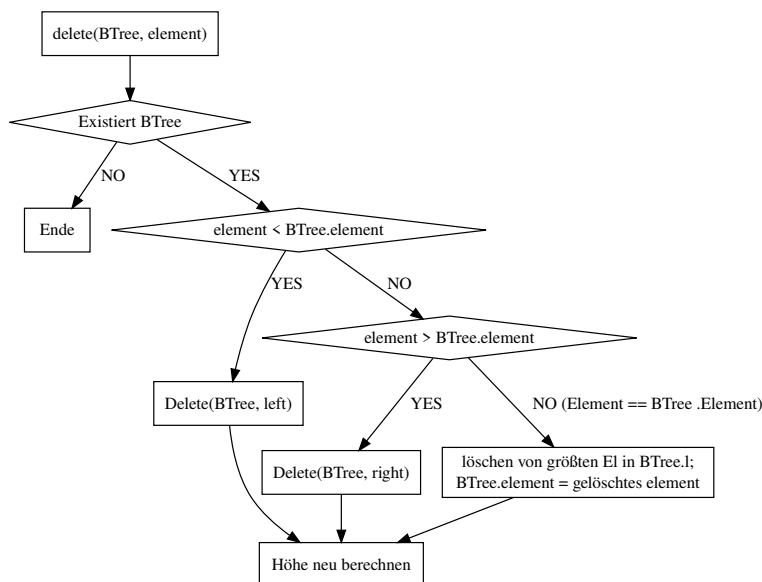 delete(BTree, element)
Existiert BTree
NO
YES
Ende
element < BTree.element
YES
NO
element > BTree.element
Delete(BTree, left)
YES
NO (Element == BTree .Element)
Delete(BTree, right)
löschen von größten El in BTree.l;
BTree.element = gelöschtes element
Höhe neu berechnen